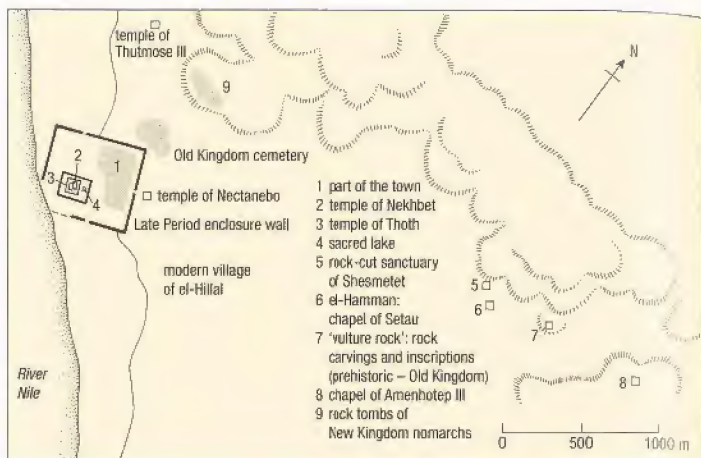 temple of
Thutmose III
N
9
Old Kingdom cemetery
2
1
3
4
temple of Nectanebo
Late Period enclosure wall
modern village
of el-Hillal
River
Nile
1 part of the town
2 temple of Nekhbet
3 temple of Thoth
4 sacred lake
5 rock-cut sanctuary
of Shesmetet
6 el-Hamman:
chapel of Setau
7 'vulture rock': rock
carvings and inscriptions
(prehistoric – Old Kingdom)
8 chapel of Amenhotep III
9 rock tombs of
New Kingdom nomarchs
5
6
7
8
0 500 1000 m